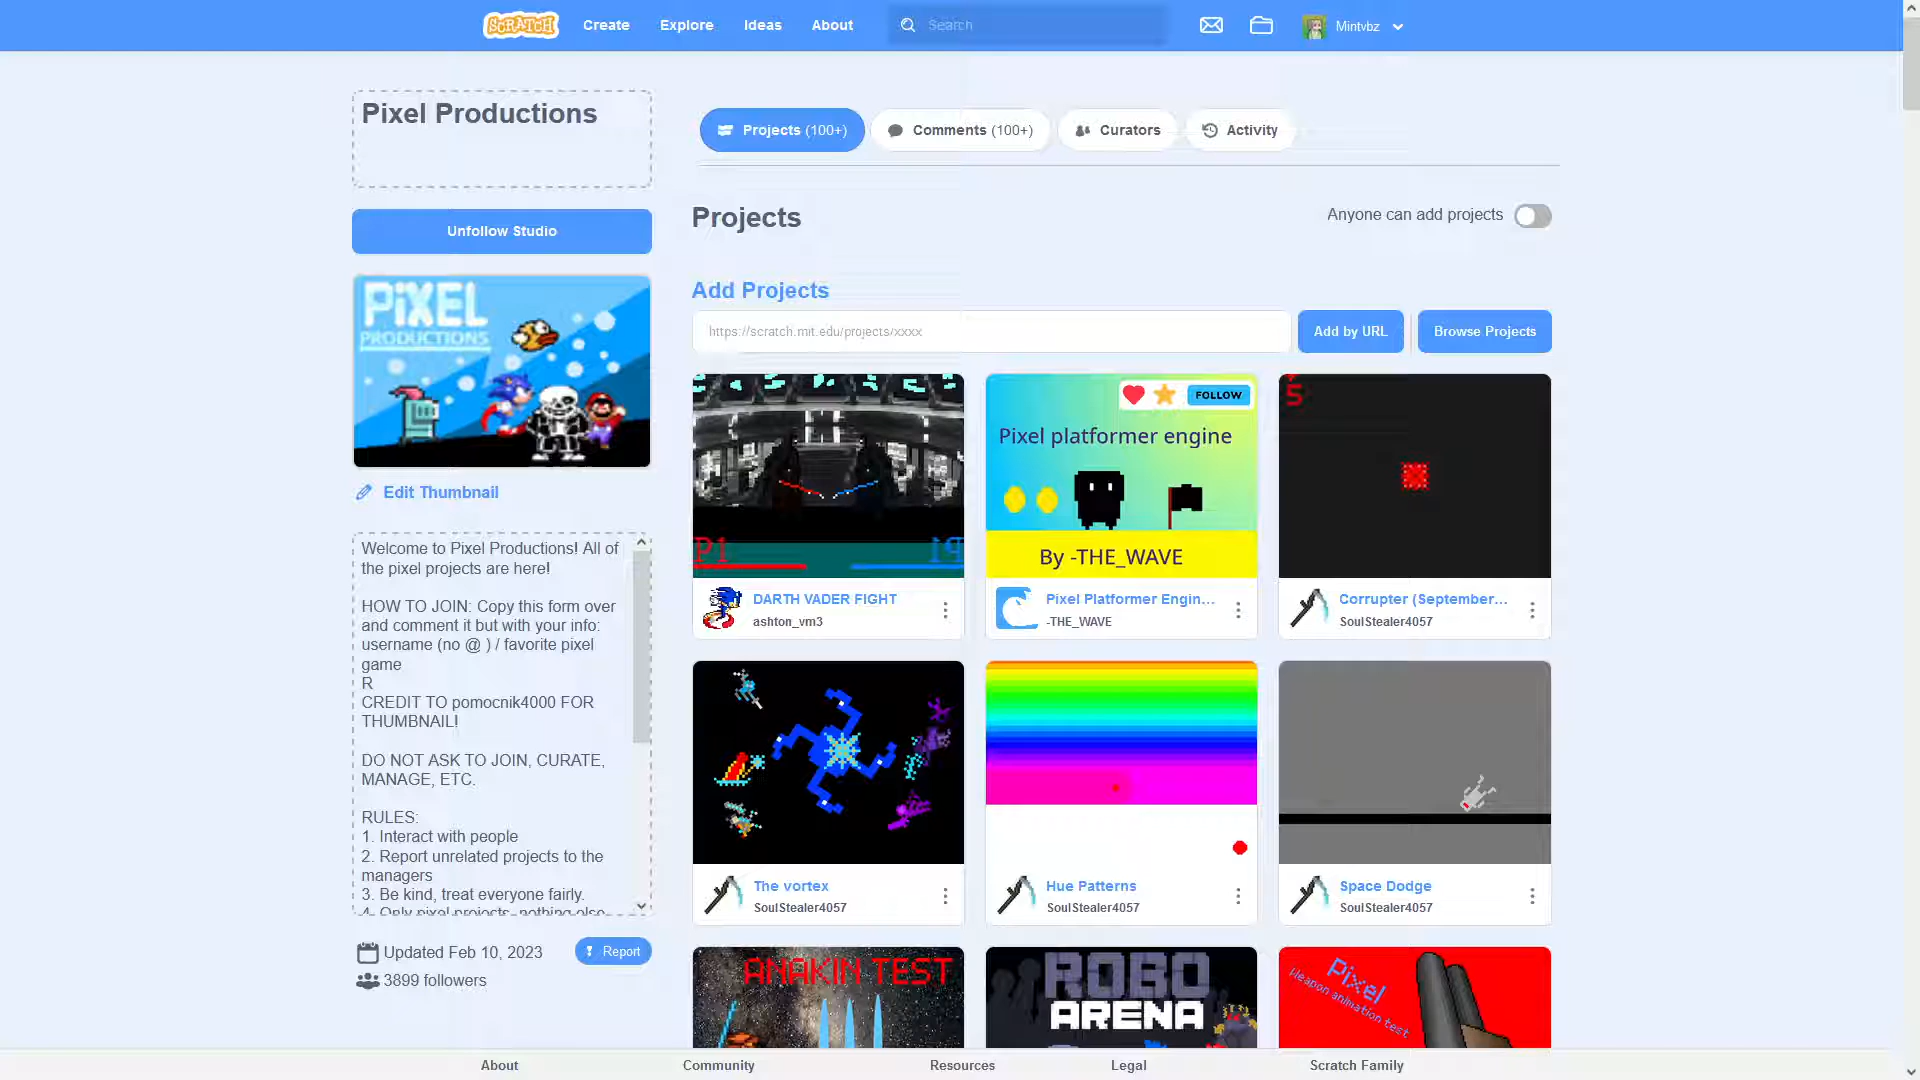 SCRATCH
Create
Explore
Ideas
About
Search
Mintvbz
Pixel Productions
Projects (100+)
Comments (100+)
Curators
Activity
Unfollow Studio
Projects
Anyone can add projects
Add Projects
https://scratch.mit.edu/projects/xxxx
Add by URL
Browse Projects
PiXEL
PRODUCTIONS
Edit Thumbnail
Welcome to Pixel Productions! All of
the pixel projects are here!
HOW TO JOIN: Copy this form over
and comment it but with your info:
username (no @ ) / favorite pixel
game
R
CREDIT TO pomocnik4000 FOR
THUMBNAIL!
DO NOT ASK TO JOIN, CURATE,
MANAGE, ETC.
RULES:
1. Interact with people
2. Report unrelated projects to the
managers
3. Be kind, treat everyone fairly.
4. Only pixel projects, nothing else
Updated Feb 10, 2023
Report
3899 followers
P1
DARTH VADER FIGHT
ashton_vm3
FOLLOW
Pixel platformer engine
By -THE_WAVE
Pixel Platformer Engin...
-THE_WAVE
5
Corrupter (September...
SoulStealer4057
The vortex
SoulStealer4057
Hue Patterns
SoulStealer4057
Space Dodge
SoulStealer4057
ANAKIN TEST
ROBO
ARENA
Pixel
Weapon animation test
About
Community
Resources
Legal
Scratch Family